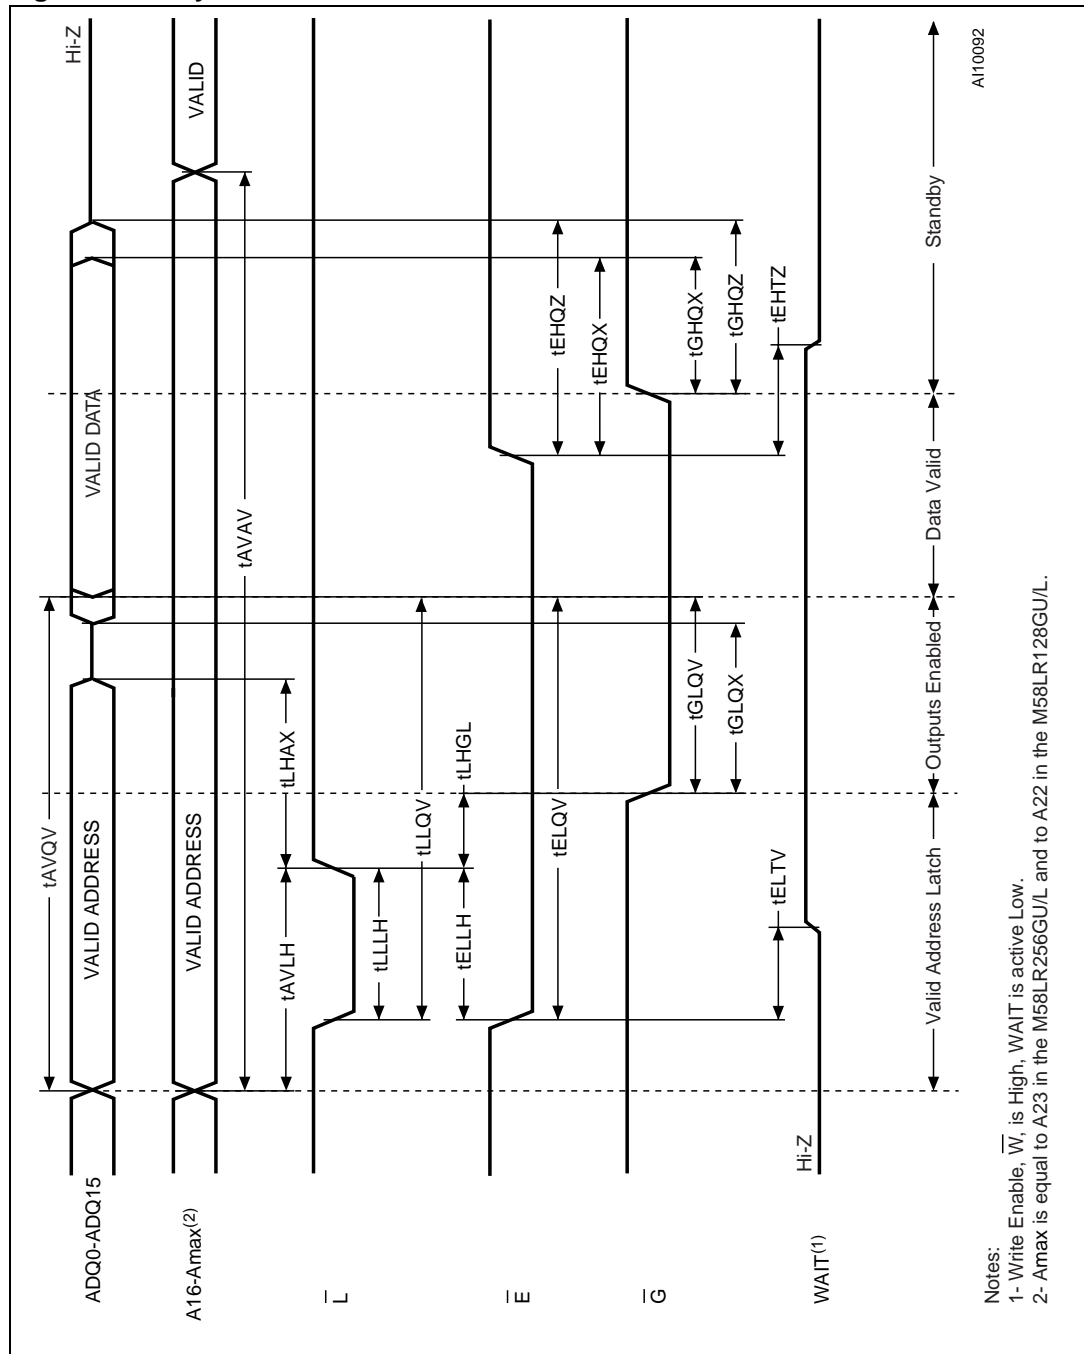 ADQ0-ADQ15
VALID ADDRESS
VALID DATA
Hi-Z
tAVQV
A16-Amax(2)
VALID ADDRESS
VALID
tAVAV
L
tAVLH
tLHAX
tLLLH
tLLQV
tELLH
tLHGL
E
tELQV
tEHQZ
tEHQX
G
tGLQV
tGHQX
tGLQX
tGHQZ
tELTV
tEHTZ
Hi-Z
WAIT(1)
Valid Address Latch
Outputs Enabled
Data Valid
Standby
AI10092
Notes:
1- Write Enable, W, is High, WAIT is active Low.
2- Amax is equal to A23 in the M58LR256GU/L and to A22 in the M58LR128GU/L.